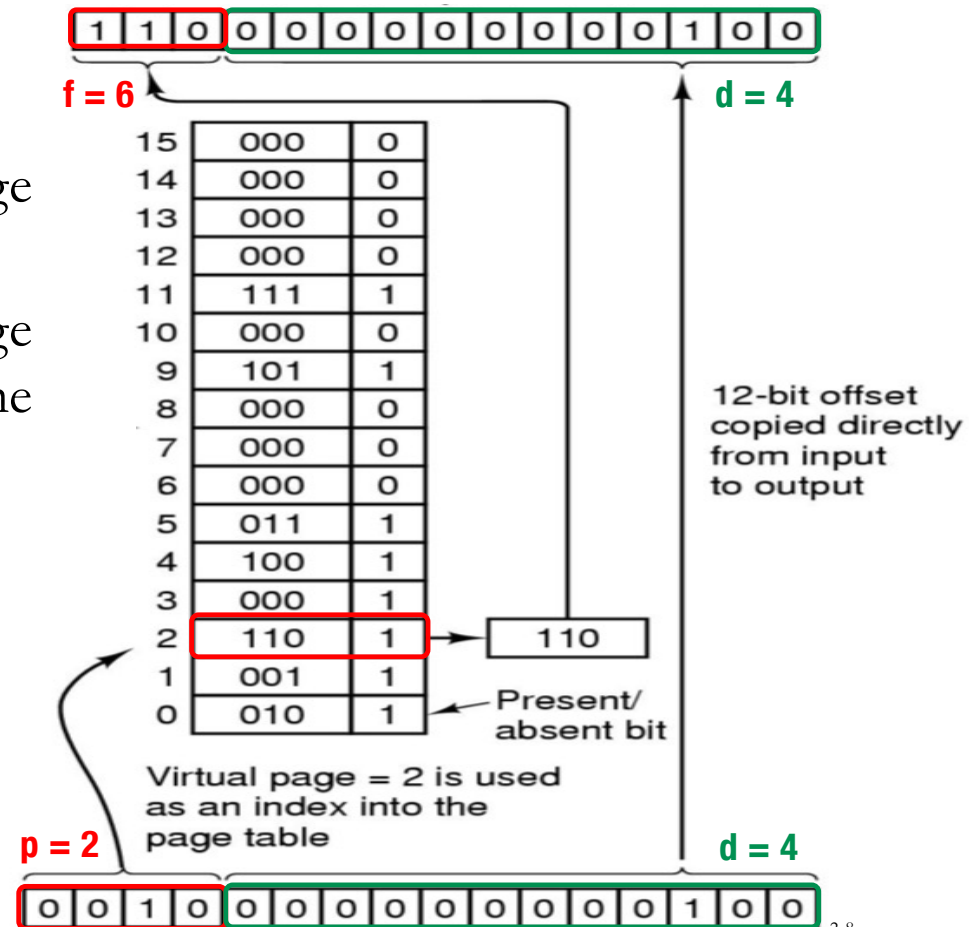 1 1 0 0 0 0 0 0 0 0 0 0 1 0 0
f = 6
d = 4
15 000 0
14 000 0
13 000 0
12 000 0
11 111 1
10 000 0
9 101 1
8 000 0
7 000 0
6 000 0
5 011 1
4 100 1
3 000 1
2 110 1
110
1 001 1
0 010 1
Present/
absent bit
12-bit offset
copied directly
from input
to output
Virtual page = 2 is used
as an index into the
page table
p = 2
d = 4
0 0 1 0 0 0 0 0 0 0 0 0 0 1 0 0